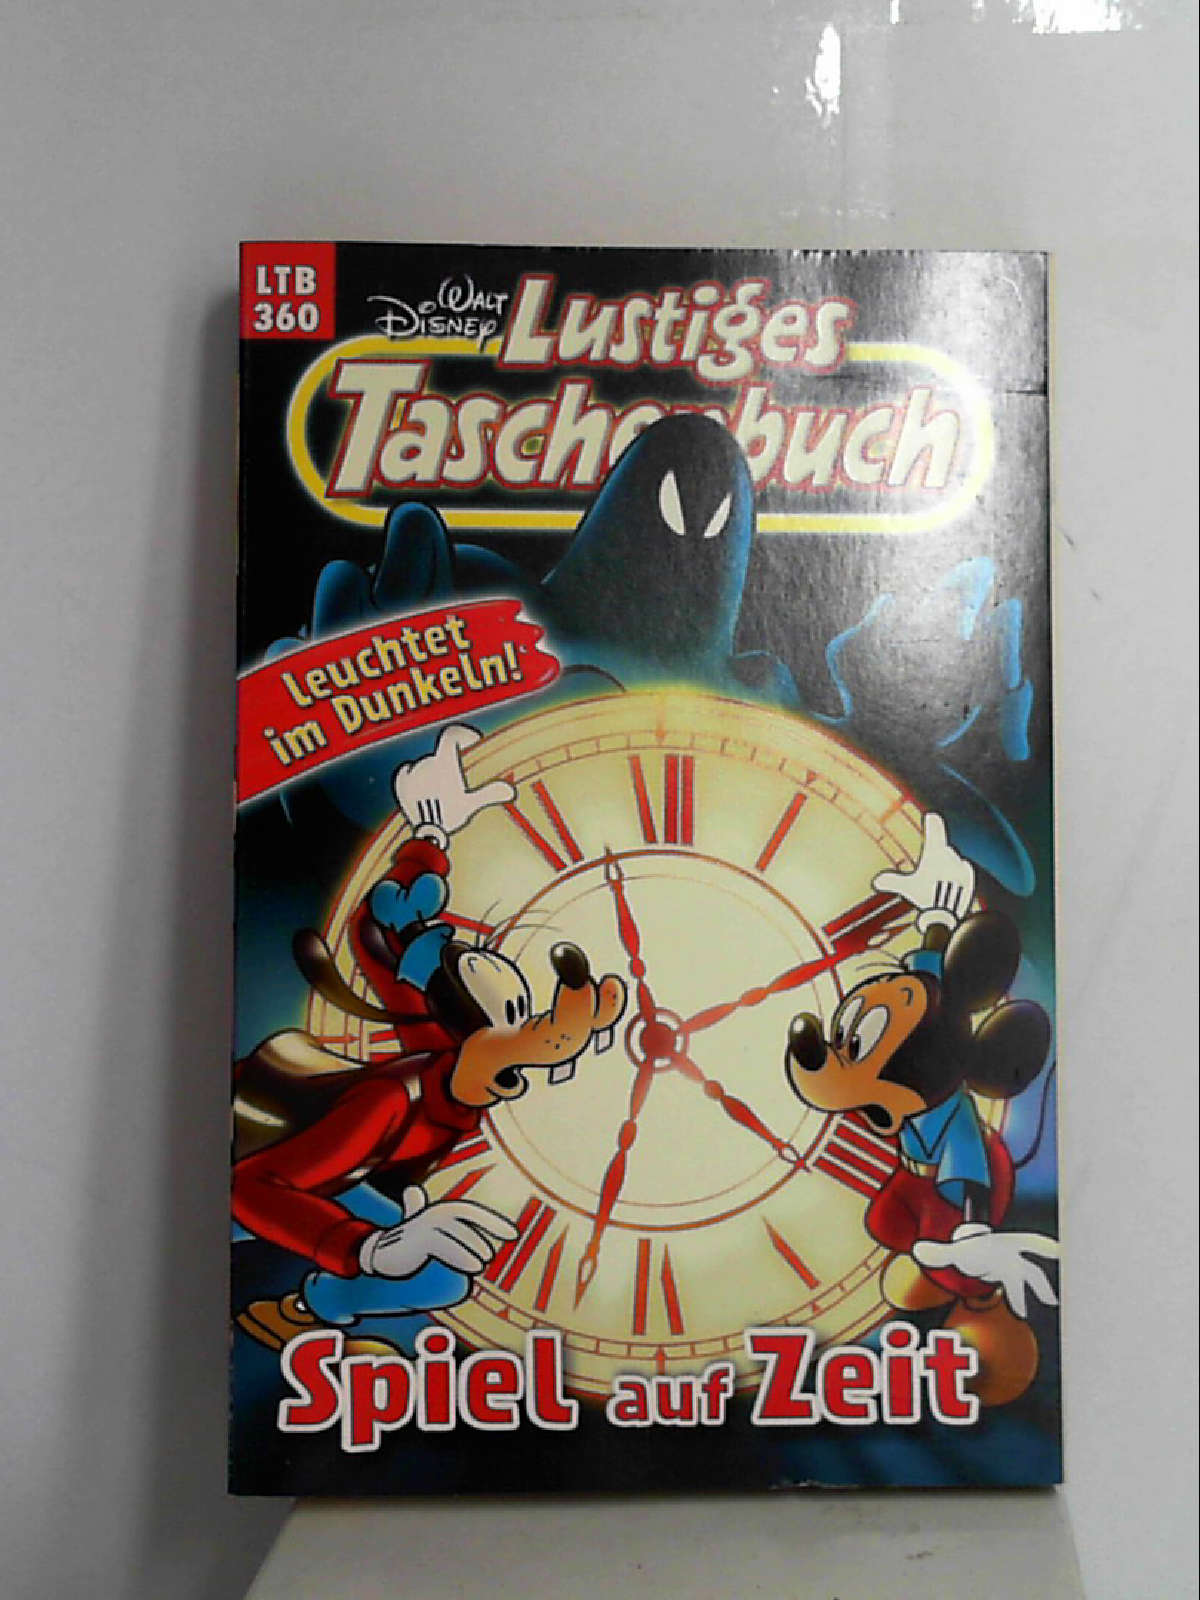 LTB
360
WALT
DISNEY
Lustiges
Taschenbuch
Leuchtet
im Dunkeln!
Spiel auf Zeit